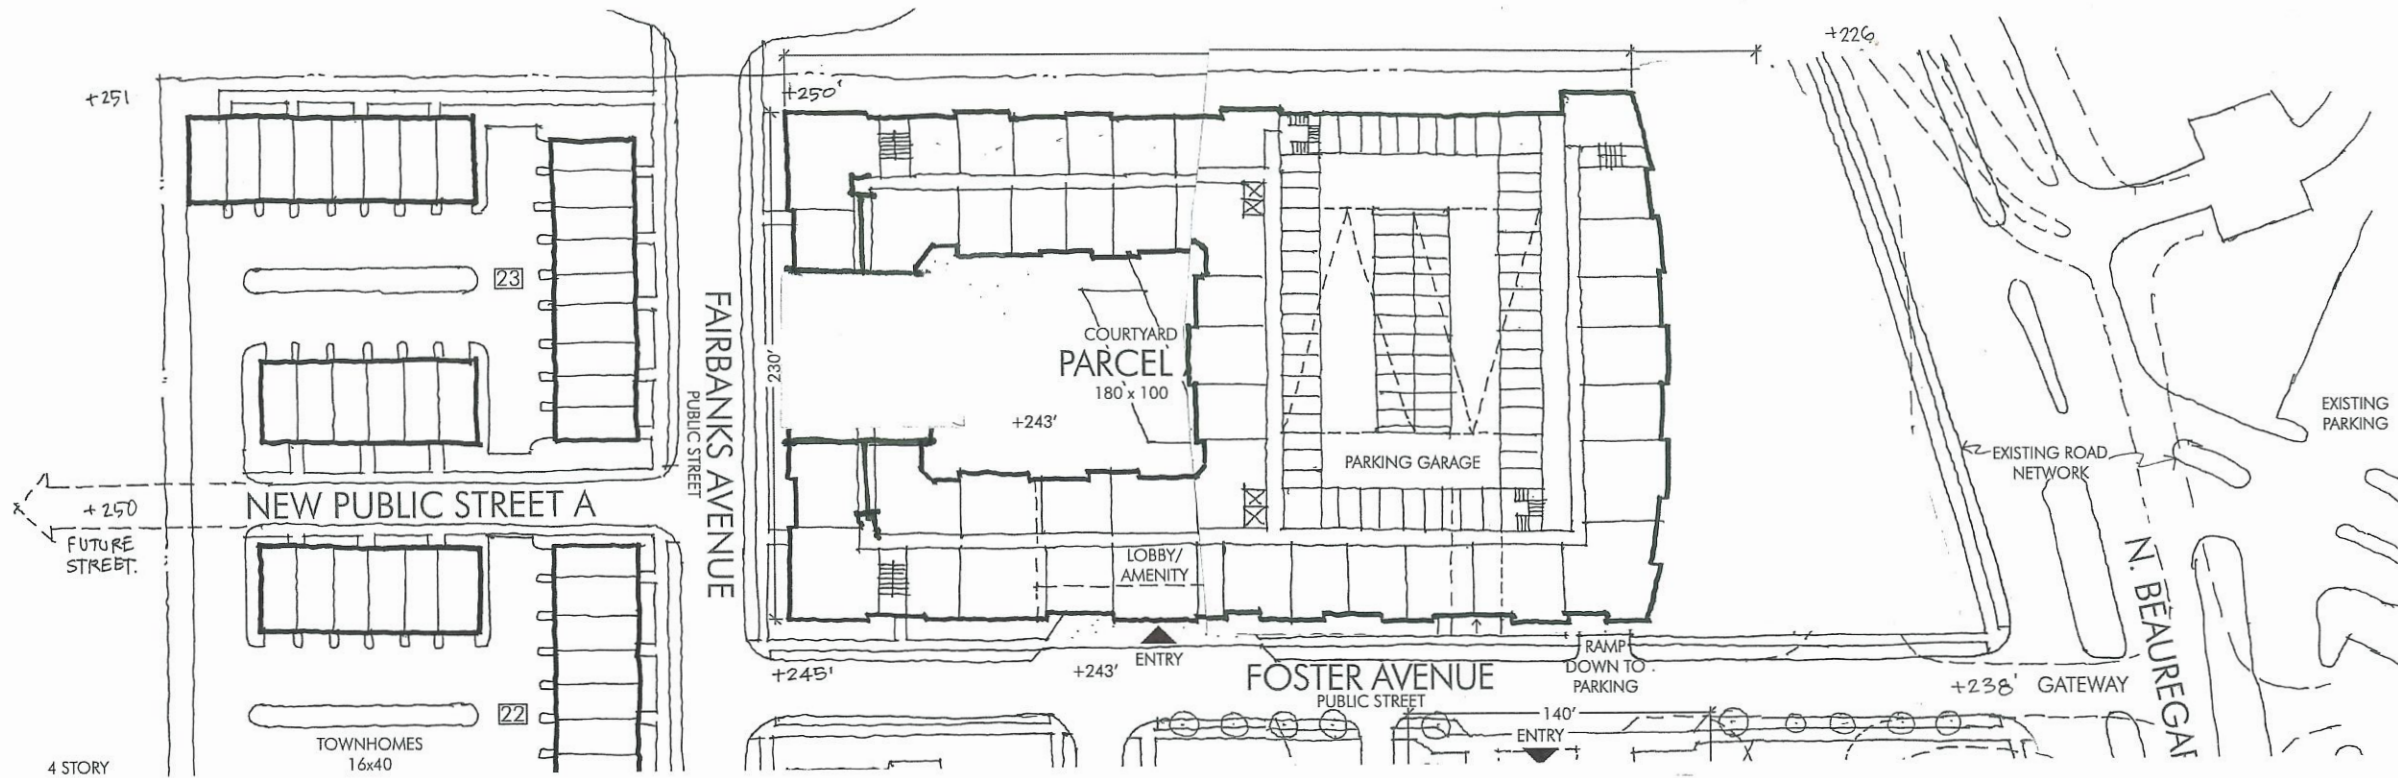 +226
+251
+250'
23
FAIRBANKS AVENUE
PUBLIC STREET
230'
COURTYARD
PARCEL
180 x 100
+243'
PARKING GARAGE
EXISTING
PARKING
EXISTING ROAD
NETWORK
+250
NEW PUBLIC STREET A
FUTURE
STREET.
LOBBY/
AMENITY
N. BEAUREGAR
ENTRY
+245'
+243'
FOSTER AVENUE
PUBLIC STREET
RAMP
DOWN TO
PARKING
+238'
GATEWAY
22
140'
ENTRY
TOWNHOMES
16x40
4 STORY